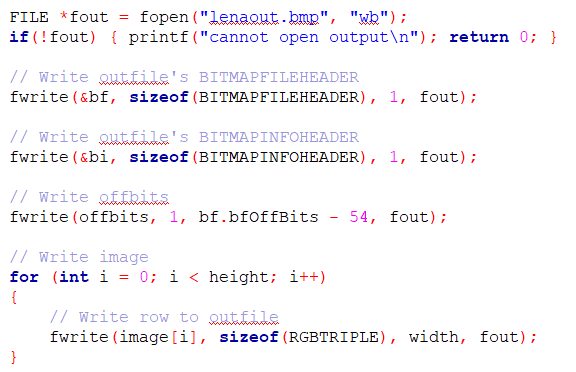 FILE *fout = fopen("lenaout.bmp", "wb");
if(!fout) { printf("cannot open output\n"); return 0; }
// Write outfile's BITMAPFILEHEADER
fwrite(&bf, sizeof(BITMAPFILEHEADER), 1, fout);
// Write outfile's BITMAPINFOHEADER
fwrite(&bi, sizeof(BITMAPINFOHEADER), 1, fout);
// Write offbits
fwrite(offbits, 1, bf.bfOffBits - 54, fout);
// Write image
for (int i = 0; i < height; i++)
{
    // Write row to outfile
    fwrite(image[i], sizeof(RGBTRIPLE), width, fout);
}